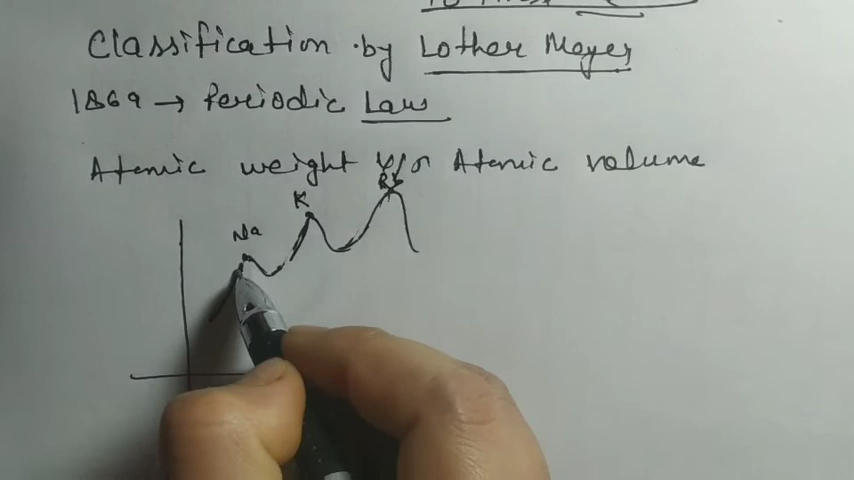 Classification by Lother Meyer
1869 → Periodic Law
Atomic weight v/s Atomic volume
Rb
K
Na